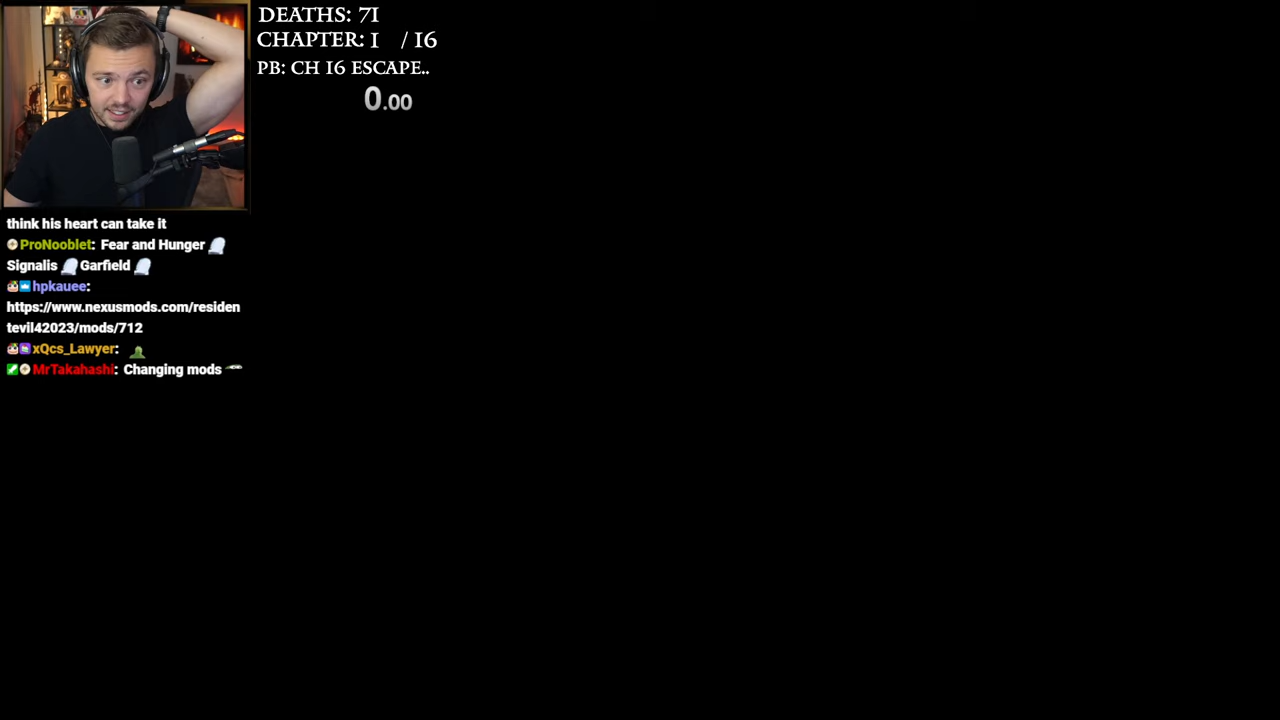 DEATHS: 71
CHAPTER: 1 / 16
PB: CH 16 ESCAPE..
0.00
think his heart can take it
ProNooblet: Fear and Hunger
Signalis Garfield
hpkauee:
https://www.nexusmods.com/residen
tevil42023/mods/712
xQcs_Lawyer:
MrTakahashi: Changing mods